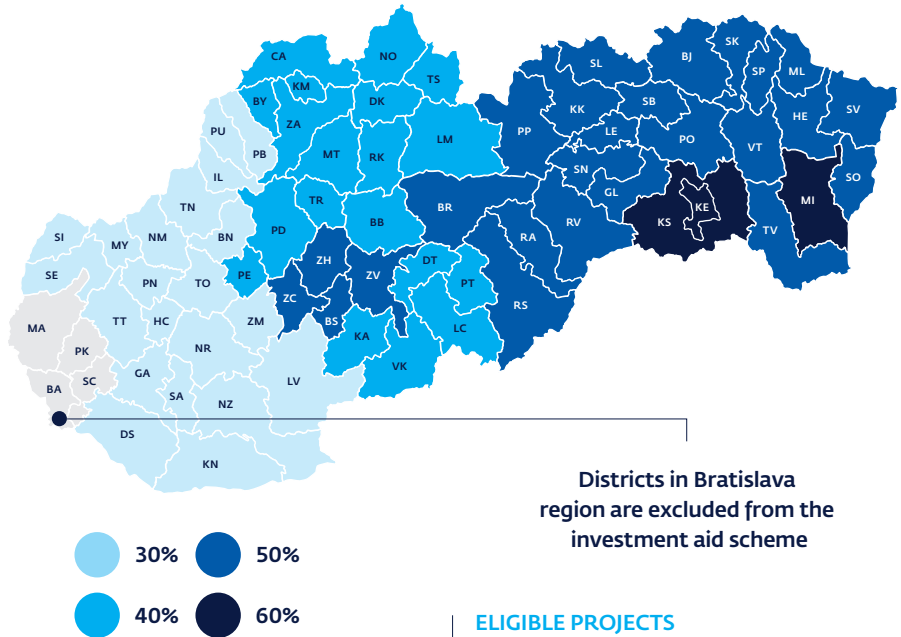 CA
NO
KM
TS
BY
DK
ZA
PU
MT
RK
LM
PB
IL
TN
TR
BB
PD
BN
SI
MY
NM
SE
PE
PN
TO
ZH
ZV
DT
PT
ZC
BS
MA
TT
HC
ZM
KA
LC
NR
PK
VK
GA
LV
SC
BA
SA
NZ
DS
KN
SL
BJ
SK
SP
ML
KK
SB
HE
SV
PP
LE
PO
VT
SN
SO
GL
BR
MI
KS
KE
RA
RV
TV
RS
Districts in Bratislava
region are excluded from the
investment aid scheme
30% 50%
40% 60%
ELIGIBLE PROJECTS